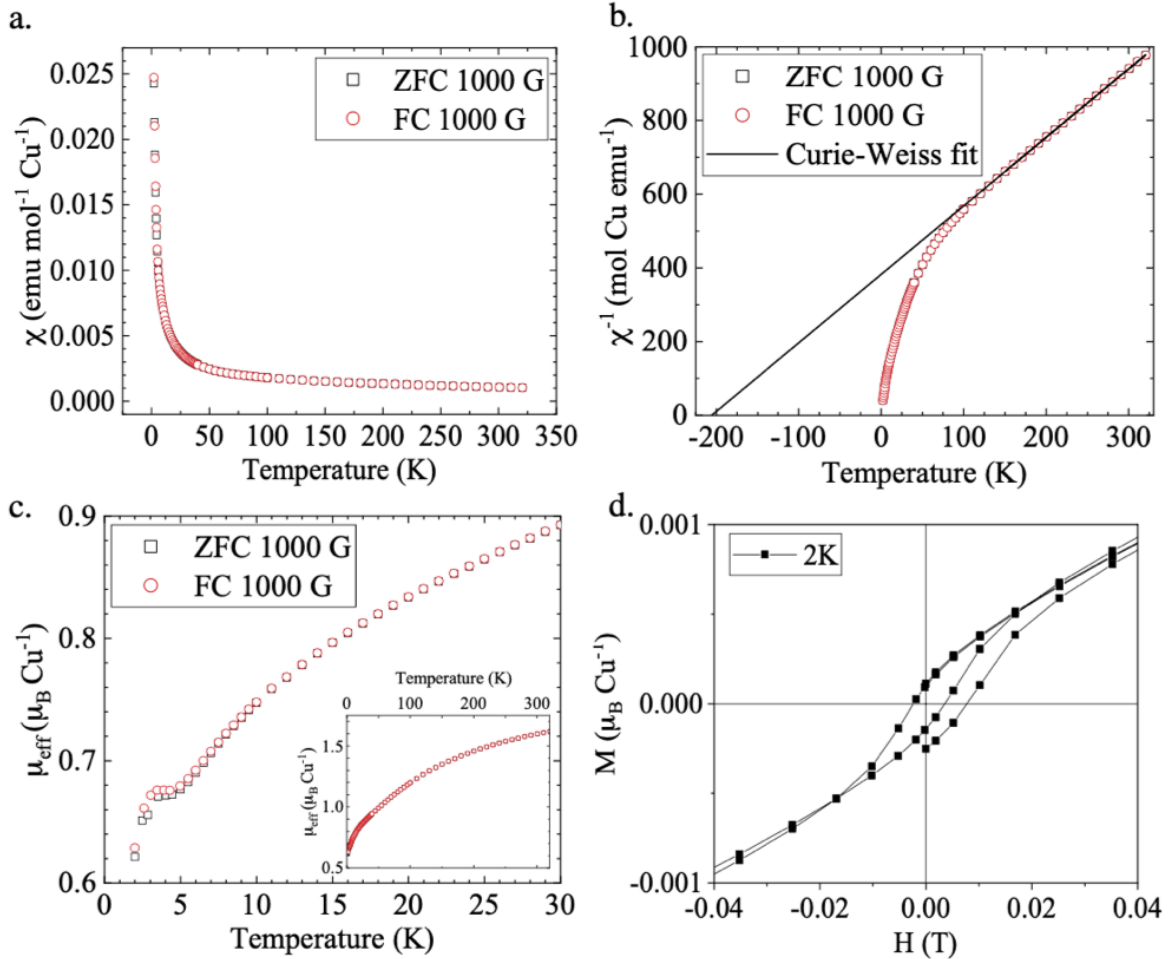 a.
0.025
0.020
0.015
0.010
0.005
0.000
χ (emu mol⁻¹ Cu⁻¹)
ZFC 1000 G
FC 1000 G
0 50 100 150 200 250 300 350
Temperature (K)
b.
1000
800
600
400
200
0
χ⁻¹ (mol Cu emu⁻¹)
ZFC 1000 G
FC 1000 G
Curie-Weiss fit
-200 -100 0 100 200 300
Temperature (K)
c.
0.9
0.8
0.7
0.6
μeff (μB Cu⁻¹)
ZFC 1000 G
FC 1000 G
Temperature (K)
0 100 200 300
1.5
1.0
0.5
μeff (μB Cu⁻¹)
0 5 10 15 20 25 30
Temperature (K)
d.
0.001
0.000
-0.001
M (μB Cu⁻¹)
2K
-0.04 -0.02 0.00 0.02 0.04
H (T)